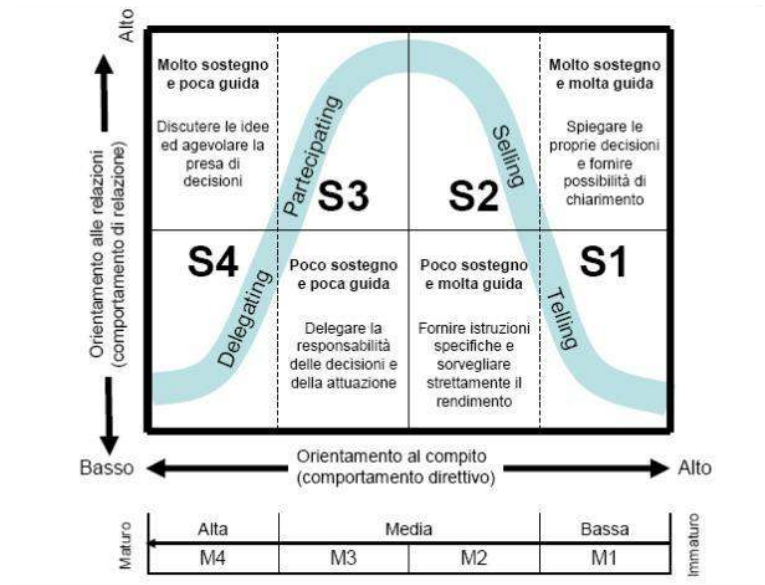 Alto
Orientamento alle relazioni
(comportamento di relazione)
Molto sostegno
e poca guida
Discutere le idee
ed agevolare la
presa di
decisioni
Partecipating
S3
Selling
S2
Molto sostegno
e molta guida
Spiegare le
proprie decisioni
e fornire
possibilità di
chiarimento
S4
Delegating
Poco sostegno
e poca guida
Delegare la
responsabilità
delle decisioni e
della attuazione
Poco sostegno
e molta guida
Fornire istruzioni
specifiche e
sorvegliare
strettamente il
rendimento
Telling
S1
Basso
Orientamento al compito
(comportamento direttivo)
Alto
Maturo
Alta
Media
Bassa
M4
M3
M2
M1
Immaturo